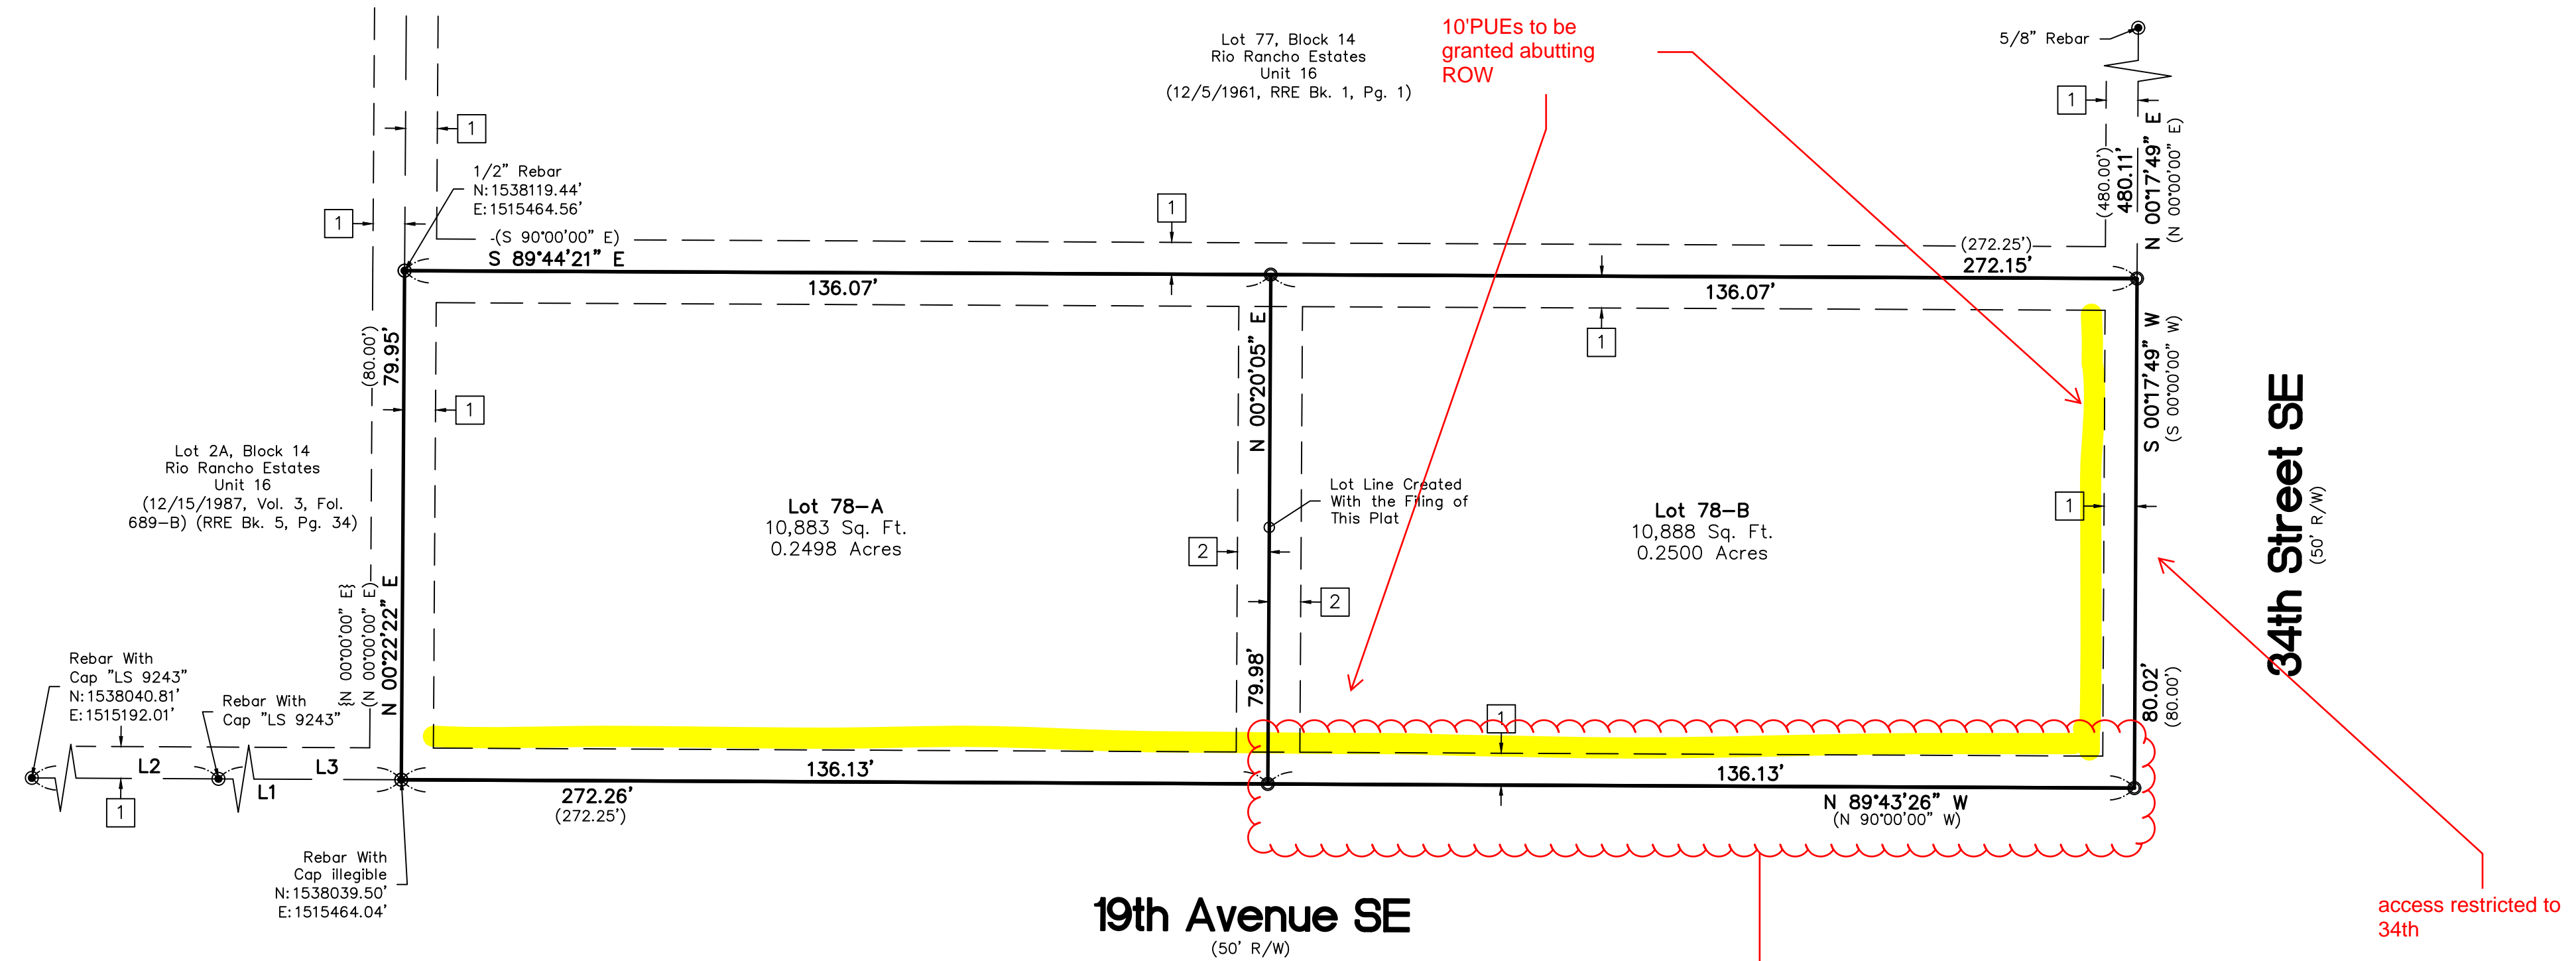 Lot 77, Block 14
Rio Rancho Estates
Unit 16
(12/5/1961, RRE Bk. 1, Pg. 1)
10'PUEs to be
granted abutting
ROW
5/8" Rebar
1
1
(480.00')
480.11'
N 00°17'49" E
(N 00°00'00" E)
1/2" Rebar
N:1538119.44'
E:1515464.56'
1
1
(S 90°00'00" E)
S 89°44'21" E
(272.25')
272.15'
136.07'
136.07'
1
(80.00')
79.95'
1
N 00°20'05" E
S 00°17'49" W
(S 00°00'00" W)
34th Street SE
(50' R/W)
Lot 2A, Block 14
Rio Rancho Estates
Unit 16
(12/15/1987, Vol. 3, Fol.
689-B) (RRE Bk. 5, Pg. 34)
Lot 78-A
10,883 Sq. Ft.
0.2498 Acres
Lot Line Created
With the Filing of
This Plat
Lot 78-B
10,888 Sq. Ft.
0.2500 Acres
1
2
2
{N 00°00'00" E}
(N 00°00'00" E)
N 00°22'22" E
79.98'
80.02'
(80.00')
Rebar With
Cap "LS 9243"
N:1538040.81'
E:1515192.01'
Rebar With
Cap "LS 9243"
1
L2
L3
L1
1
136.13'
136.13'
272.26'
(272.25')
N 89°43'26" W
(N 90°00'00" W)
Rebar With
Cap illegible
N:1538039.50'
E:1515464.04'
19th Avenue SE
(50' R/W)
access restricted to
34th